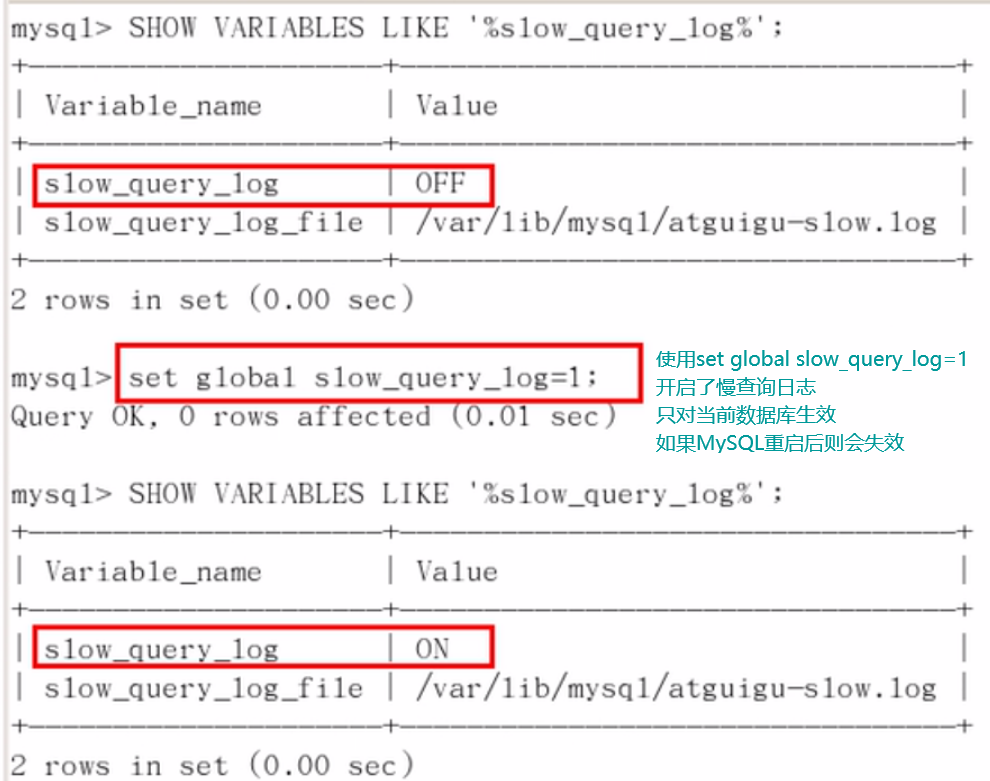 mysql> SHOW VARIABLES LIKE '%slow_query_log%';
+---------------------+---------------------------------+
| Variable_name | Value |
+---------------------+---------------------------------+
| slow_query_log | OFF |
| slow_query_log_file | /var/lib/mysql/atguigu-slow.log |
+---------------------+---------------------------------+
2 rows in set (0.00 sec)
mysql> set global slow_query_log=1;
Query OK, 0 rows affected (0.01 sec)
使用set global slow_query_log=1
开启了慢查询日志
只对当前数据库生效
如果MySQL重启后则会失效
mysql> SHOW VARIABLES LIKE '%slow_query_log%';
+---------------------+---------------------------------+
| Variable_name | Value |
+---------------------+---------------------------------+
| slow_query_log | ON |
| slow_query_log_file | /var/lib/mysql/atguigu-slow.log |
+---------------------+---------------------------------+
2 rows in set (0.00 sec)